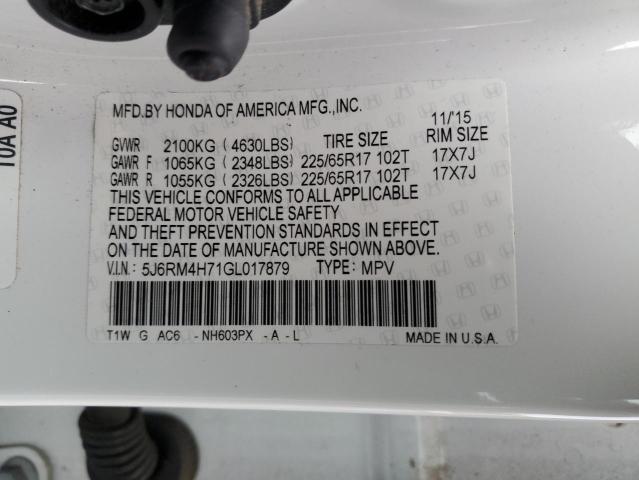 MFD.BY HONDA OF AMERICA MFG.,INC. 11/'15
GVWR 2100KG ( 4630LBS) TIRE SIZE RIM SIZE
GAWR F 1065KG ( 2348LBS) 225/65R17 102T 17X7J
GAWR R 1055KG ( 2326LBS) 225/65R17 102T 17X7J
THIS VEHICLE CONFORMS TO ALL APPLICABLE
FEDERAL MOTOR VEHICLE SAFETY
AND THEFT PREVENTION STANDARDS IN EFFECT
ON THE DATE OF MANUFACTURE SHOWN ABOVE.
V.I.N: 5J6RM4H71GL017879 TYPE: MPV
T1W G AC6 -NH603PX -A -L MADE IN U.S.A.
10A A0